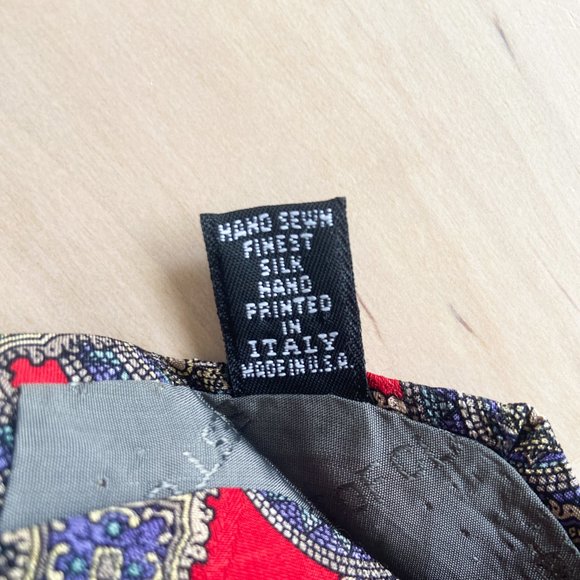 HAND SEWN
FINEST
SILK
HAND
PRINTED
IN
ITALY
MADE IN U.S.A.